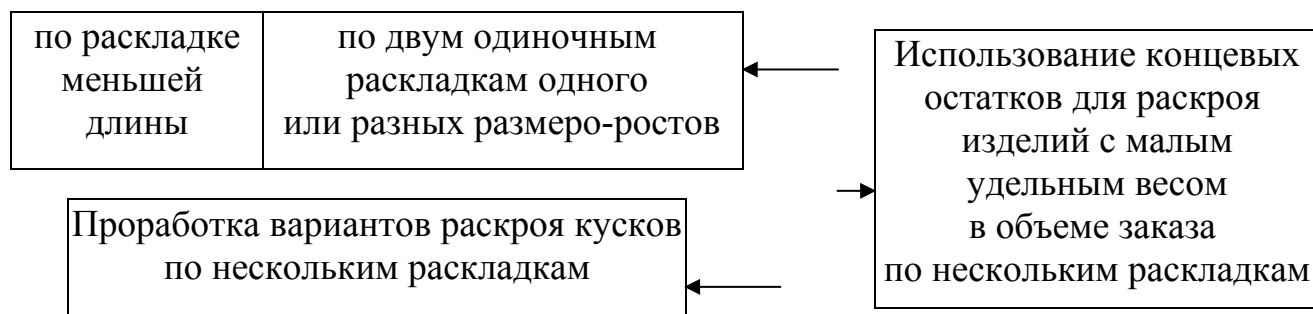 по раскладке
меньшей
длины
по двум одиночным
раскладкам одного
или разных размеро-ростов
Использование концевых
остатков для раскроя
изделий с малым
удельным весом
в объеме заказа
по нескольким раскладкам
Проработка вариантов раскроя кусков
по нескольким раскладкам